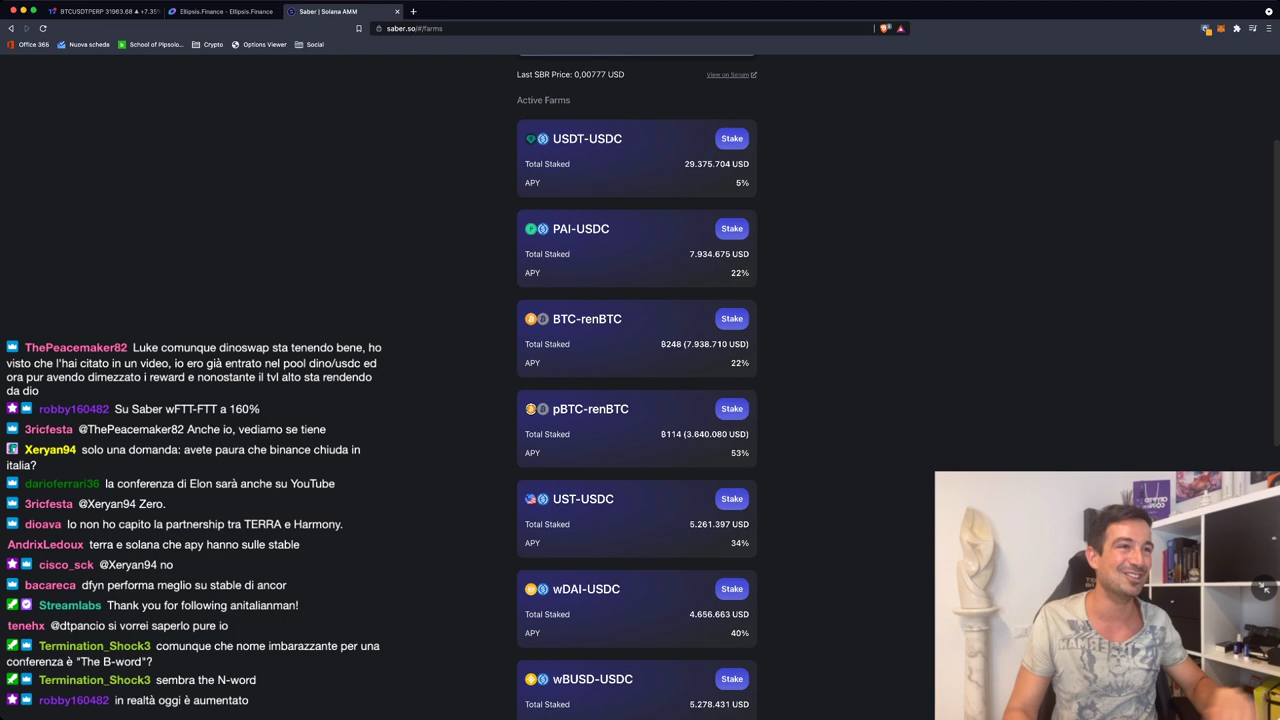 BTCUSDTPERP 31963.68 ▲ +7.35%
Ellipsis.Finance - Ellipsis.Finance
Saber | Solana AMM
saber.so/#/farms
Office 365
Nuova scheda
School of Pipsolo...
Crypto
Options Viewer
Social
Last SBR Price: 0,00777 USD
View on Serum
Active Farms
USDT-USDC
Stake
Total Staked 29.375.704 USD
APY 5%
PAI-USDC
Stake
Total Staked 7.934.675 USD
APY 22%
BTC-renBTC
Stake
Total Staked ₿248 (7.938.710 USD)
APY 22%
pBTC-renBTC
Stake
Total Staked ₿114 (3.640.080 USD)
APY 53%
UST-USDC
Stake
Total Staked 5.261.397 USD
APY 34%
wDAI-USDC
Stake
Total Staked 4.656.663 USD
APY 40%
wBUSD-USDC
Stake
Total Staked 5.278.431 USD
ThePeacemaker82 Luke comunque dinoswap sta tenendo bene, ho
visto che l'hai citato in un video, io ero già entrato nel pool dino/usdc ed
ora pur avendo dimezzato i reward e nonostante il tvl alto sta rendendo
da dio
robby160482 Su Saber wFTT-FTT a 160%
3ricfesta @ThePeacemaker82 Anche io, vediamo se tiene
Xeryan94 solo una domanda: avete paura che binance chiuda in
italia?
darioferrari36 la conferenza di Elon sarà anche su YouTube
3ricfesta @Xeryan94 Zero.
dioava Io non ho capito la partnership tra TERRA e Harmony.
AndrixLedoux terra e solana che apy hanno sulle stable
cisco_sck @Xeryan94 no
bacareca dfyn performa meglio su stable di ancor
Streamlabs Thank you for following anitalianman!
tenehx @dtpancio si vorrei saperlo pure io
Termination_Shock3 comunque che nome imbarazzante per una
conferenza è "The B-word"?
Termination_Shock3 sembra the N-word
robby160482 in realtà oggi è aumentato